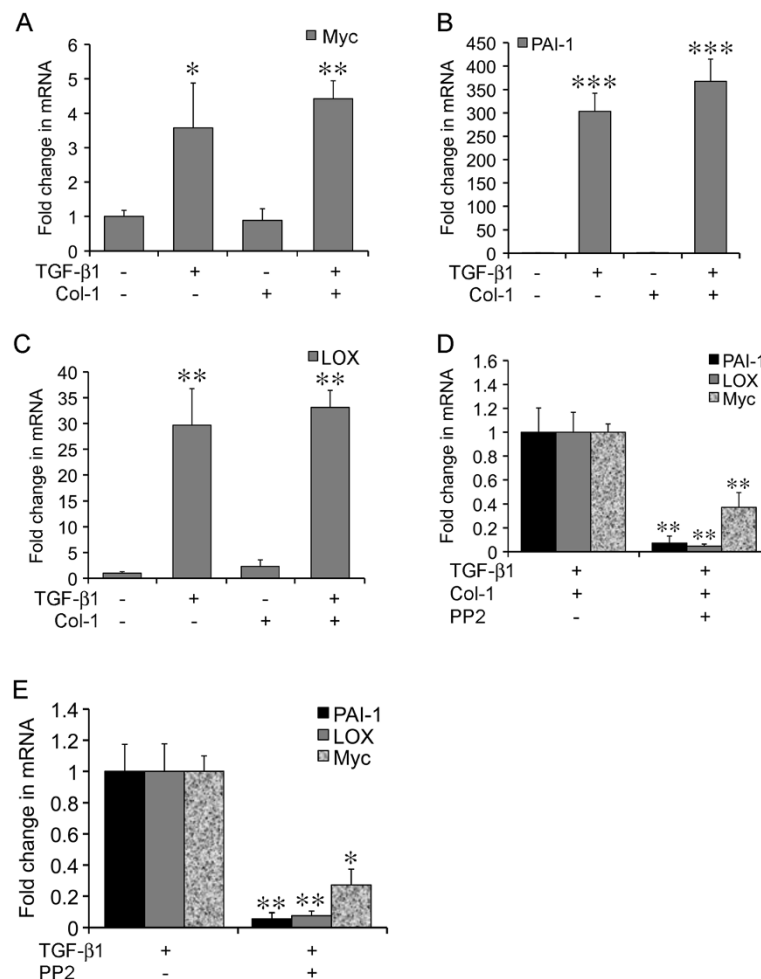 A
Myc
Fold change in mRNA
6
5
4
3
2
1
0
*
**
TGF-β1 - + - +
Col-1 - - + +
B
PAI-1
Fold change in mRNA
450
400
350
300
250
200
150
100
50
0
***
***
TGF-β1 - + - +
Col-1 - - + +
C
LOX
Fold change in mRNA
40
35
30
25
20
15
10
5
0
**
**
TGF-β1 - + - +
Col-1 - - + +
D
PAI-1
LOX
Myc
Fold change in mRNA
1.6
1.4
1.2
1
0.8
0.6
0.4
0.2
0
** ** **
TGF-β1 + +
Col-1 + +
PP2 - +
E
PAI-1
LOX
Myc
Fold change in mRNA
1.4
1.2
1
0.8
0.6
0.4
0.2
0
** ** *
TGF-β1 + +
PP2 - +